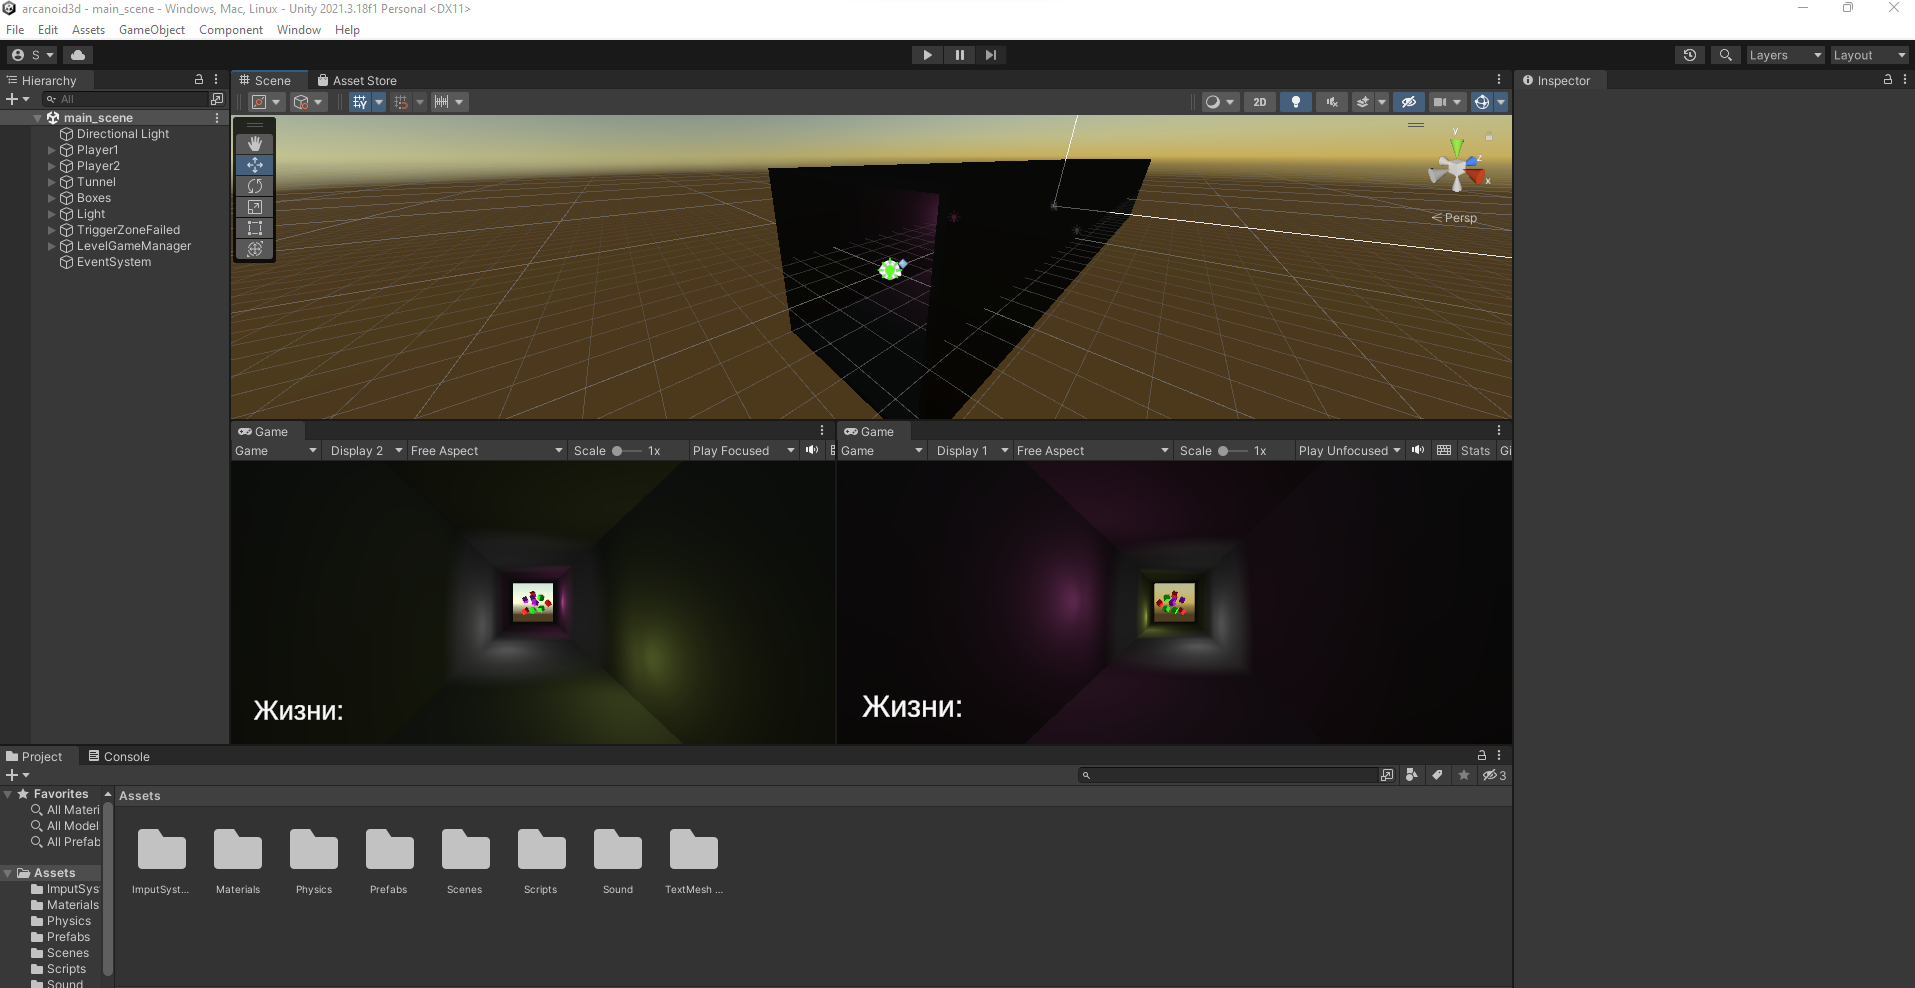 arcanoid3d - main_scene - Windows, Mac, Linux - Unity 2021.3.18f1 Personal <DX11>
File Edit Assets GameObject Component Window Help
S
Layers
Layout
Hierarchy
All
main_scene
Directional Light
Player1
Player2
Tunnel
Boxes
Light
TriggerZoneFailed
LevelGameManager
EventSystem
Scene
Asset Store
2D
y
z
x
< Persp
Game
Game Display 2 Free Aspect Scale 1x Play Focused
Жизни:
Game
Game Display 1 Free Aspect Scale 1x Play Unfocused Stats Gi
Жизни:
Inspector
Project
Console
3
Favorites
All Materi
All Model
All Prefab
Assets
ImputSys
Materials
Physics
Prefabs
Scenes
Scripts
Sound
Assets
ImputSyst...
Materials
Physics
Prefabs
Scenes
Scripts
Sound
TextMesh ...